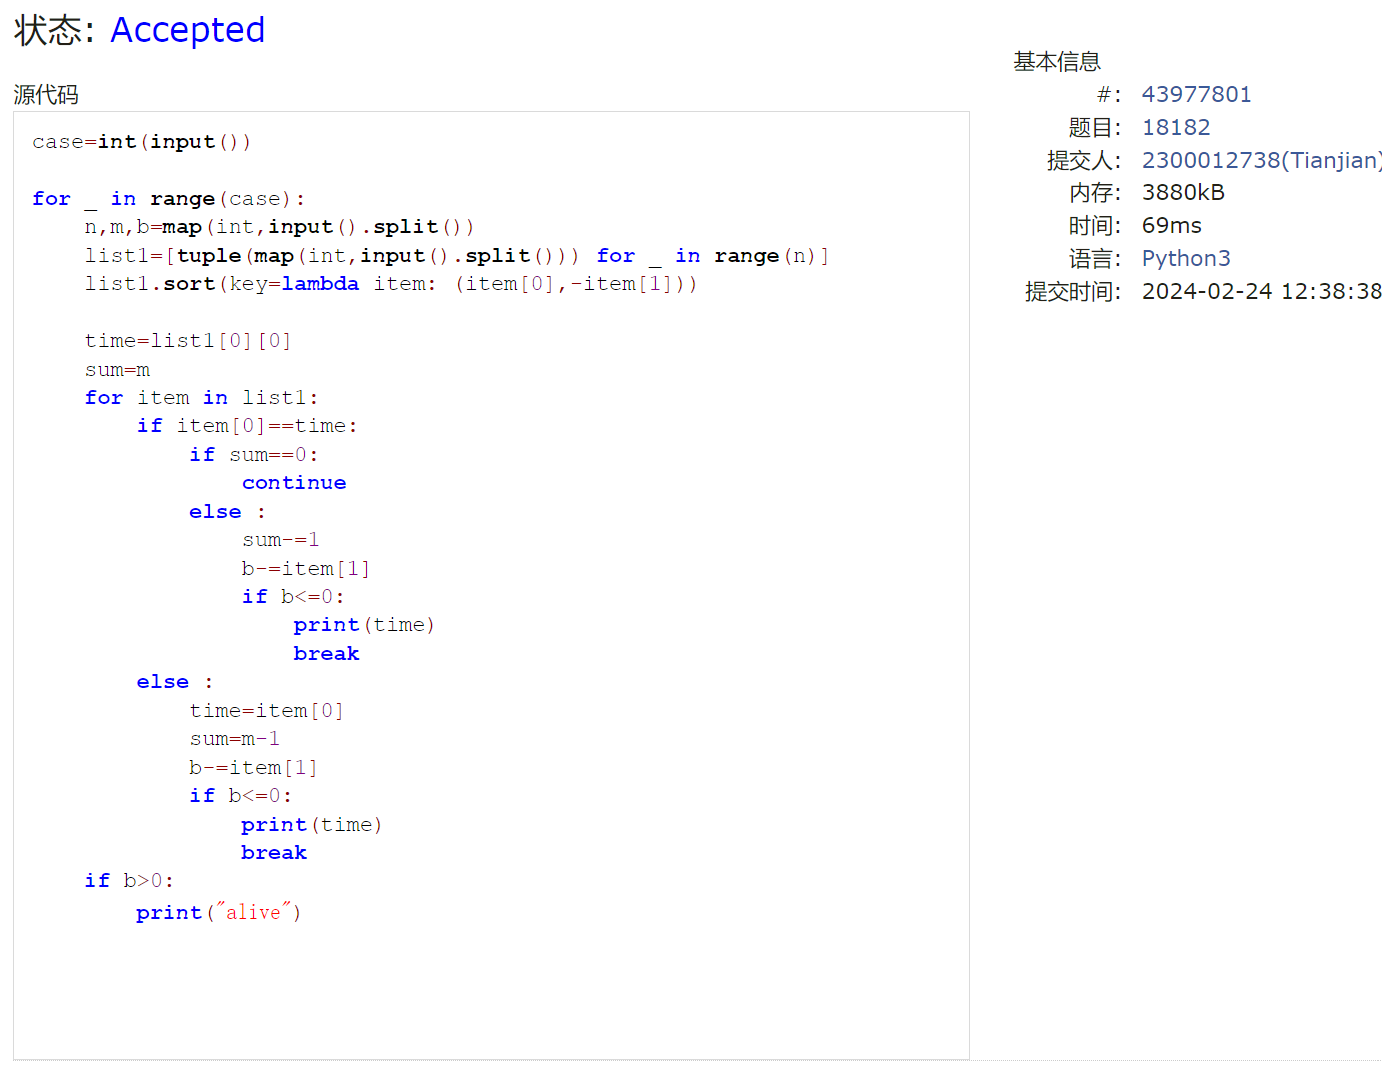 状态: Accepted
源代码
case=int(input())
for _ in range(case):
    n,m,b=map(int,input().split())
    list1=[tuple(map(int,input().split())) for _ in range(n)]
    list1.sort(key=lambda item: (item[0],-item[1]))
    time=list1[0][0]
    sum=m
    for item in list1:
        if item[0]==time:
            if sum==0:
                continue
            else :
                sum-=1
                b-=item[1]
                if b<=0:
                    print(time)
                    break
        else :
            time=item[0]
            sum=m-1
            b-=item[1]
            if b<=0:
                print(time)
                break
    if b>0:
        print("alive")
基本信息
#: 43977801
题目: 18182
提交人: 2300012738(Tianjian)
内存: 3880kB
时间: 69ms
语言: Python3
提交时间: 2024-02-24 12:38:38